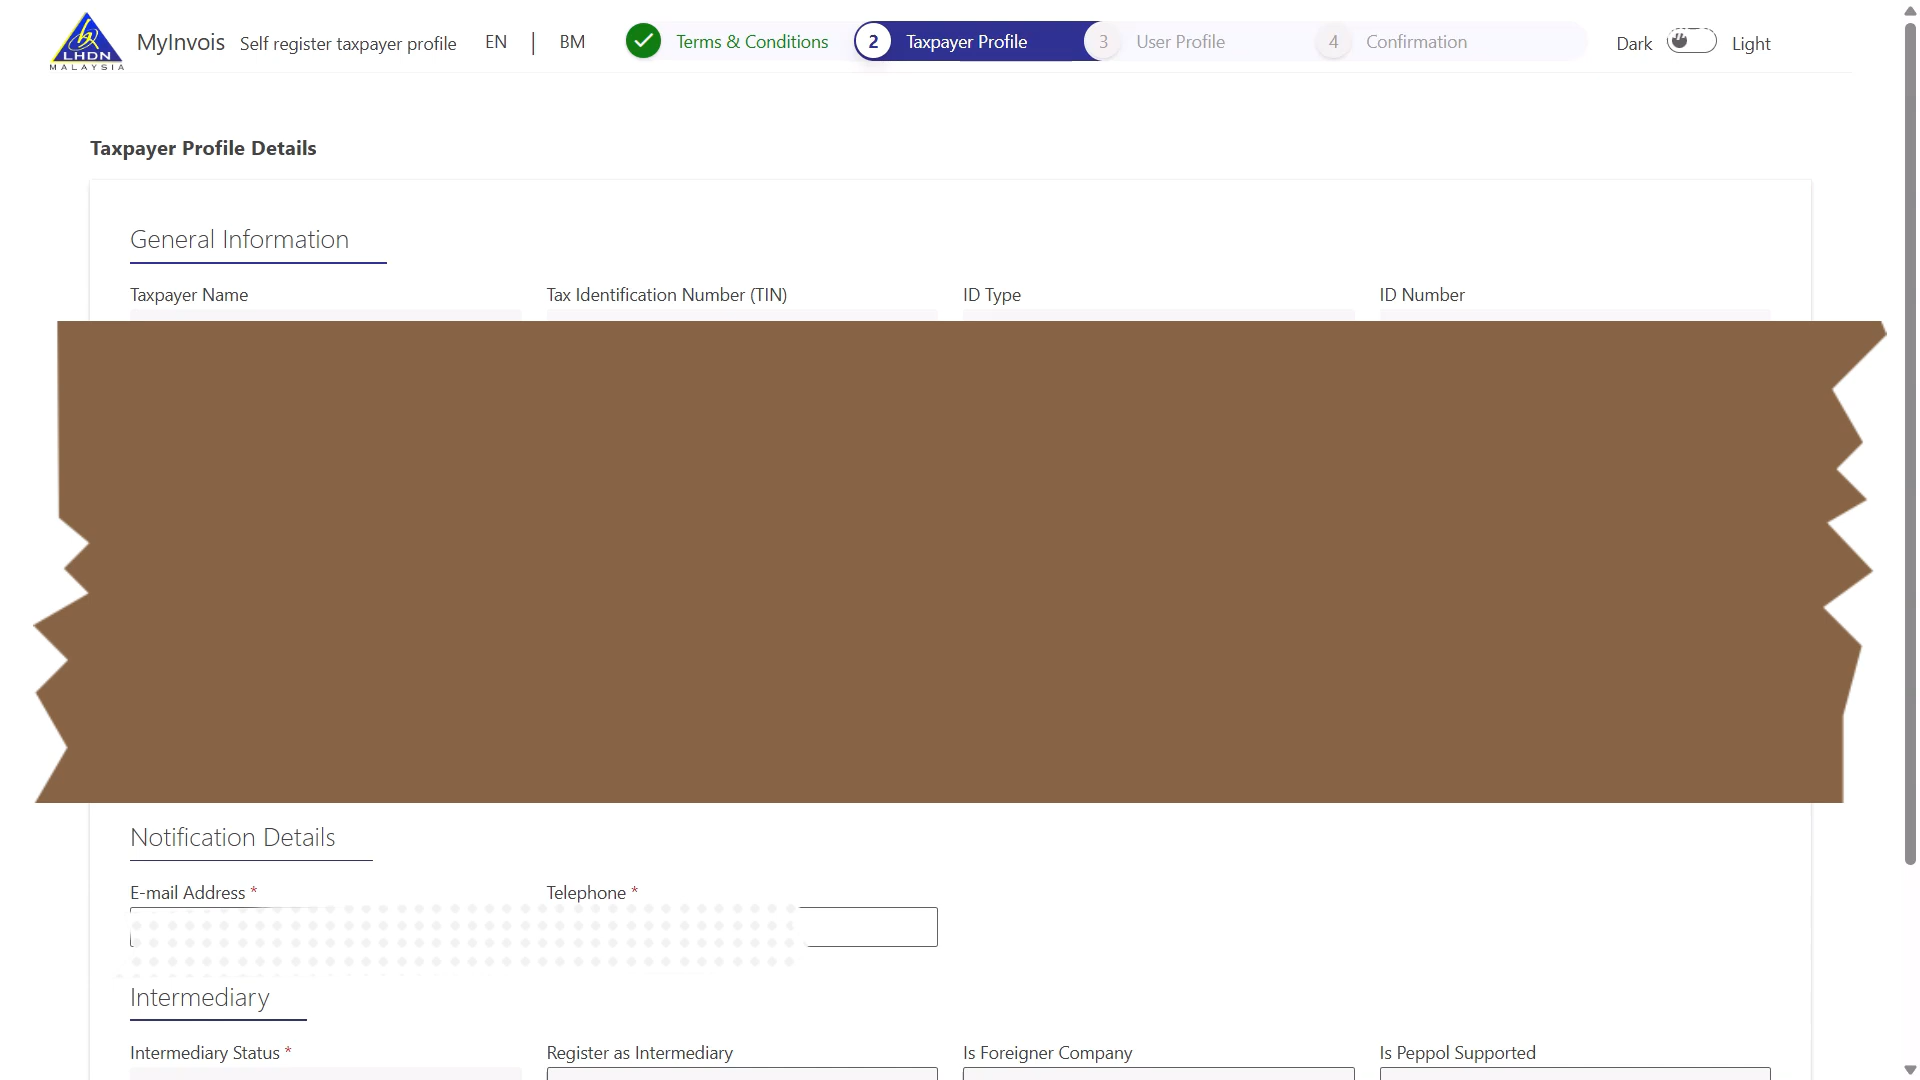 LHDN
MALAYSIA
MyInvois Self register taxpayer profile EN | BM
Terms & Conditions
2 Taxpayer Profile
3 User Profile
4 Confirmation
Dark Light
Taxpayer Profile Details
General Information
Taxpayer Name Tax Identification Number (TIN) ID Type ID Number
Notification Details
E-mail Address * Telephone *
Intermediary
Intermediary Status * Register as Intermediary Is Foreigner Company Is Peppol Supported